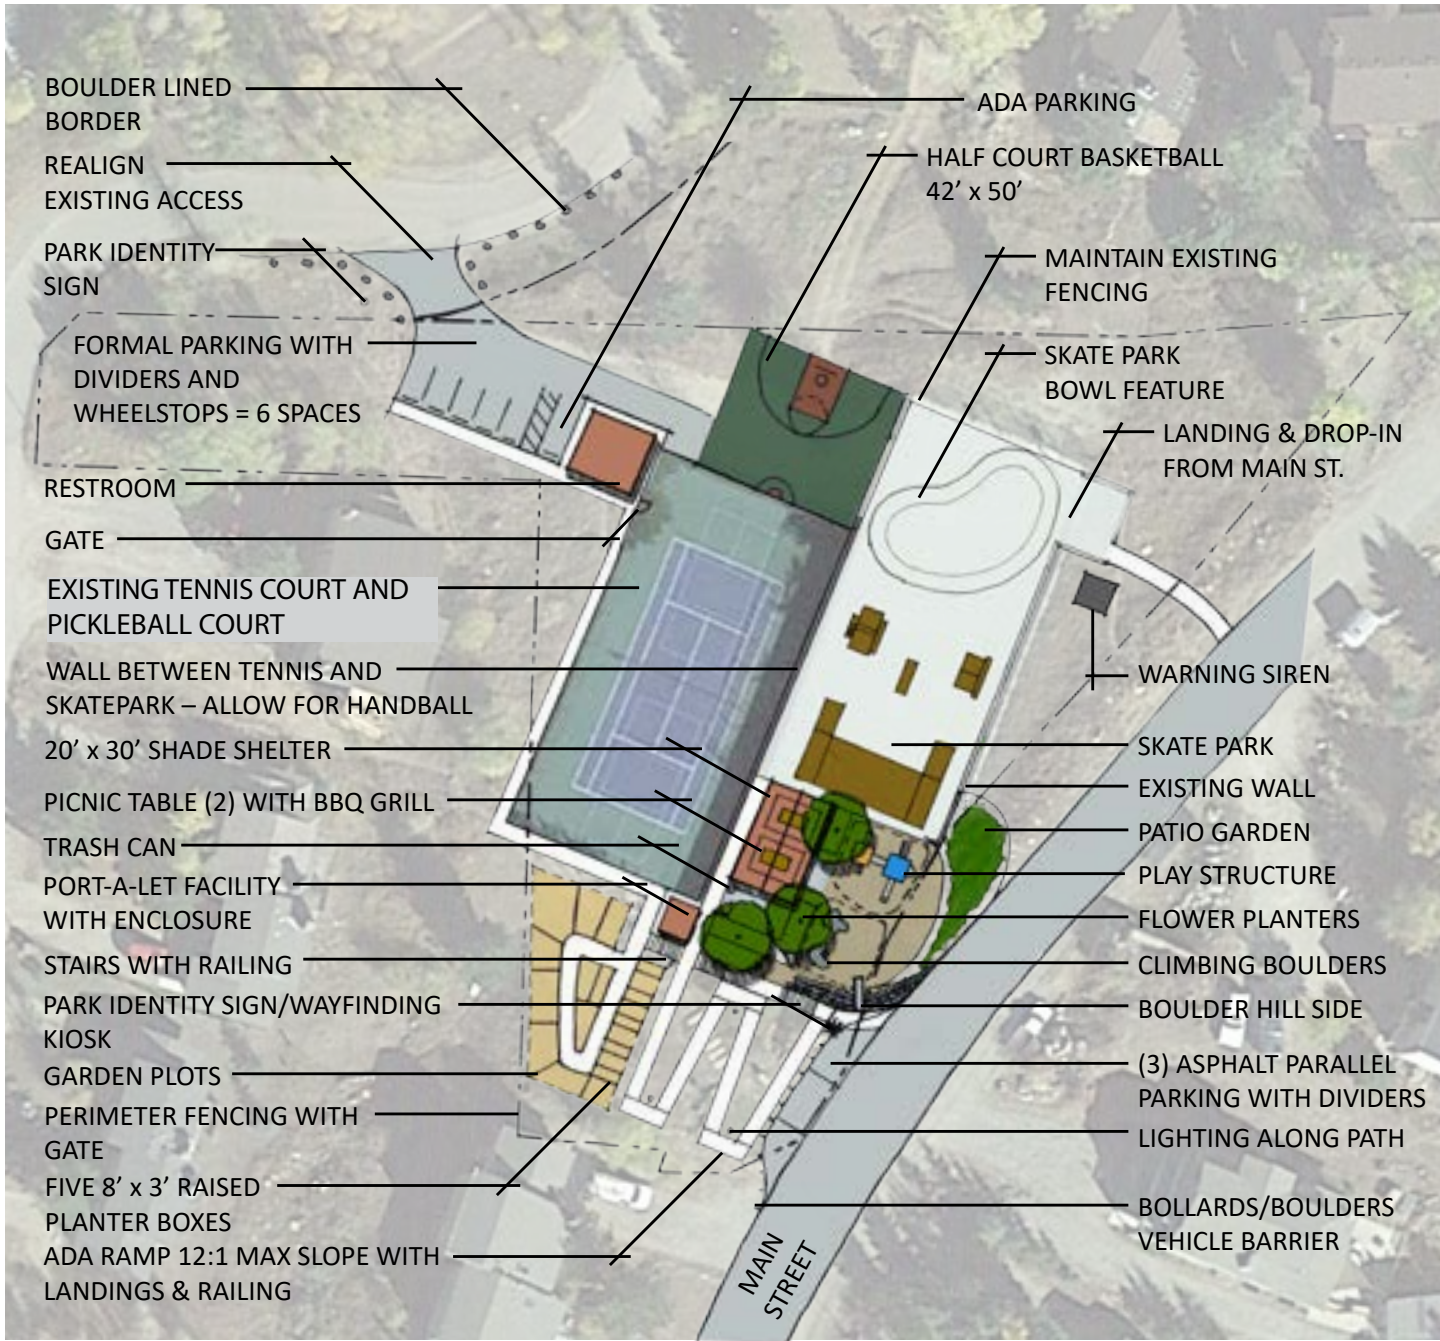 BOULDER LINED
BORDER
REALIGN
EXISTING ACCESS
PARK IDENTITY
SIGN
FORMAL PARKING WITH
DIVIDERS AND
WHEELSTOPS = 6 SPACES
RESTROOM
GATE
EXISTING TENNIS COURT AND
PICKLEBALL COURT
WALL BETWEEN TENNIS AND
SKATEPARK – ALLOW FOR HANDBALL
20’ x 30’ SHADE SHELTER
PICNIC TABLE (2) WITH BBQ GRILL
TRASH CAN
PORT-A-LET FACILITY
WITH ENCLOSURE
STAIRS WITH RAILING
PARK IDENTITY SIGN/WAYFINDING
KIOSK
GARDEN PLOTS
PERIMETER FENCING WITH
GATE
FIVE 8’ x 3’ RAISED
PLANTER BOXES
ADA RAMP 12:1 MAX SLOPE WITH
LANDINGS & RAILING
ADA PARKING
HALF COURT BASKETBALL
42’ x 50’
MAINTAIN EXISTING
FENCING
SKATE PARK
BOWL FEATURE
LANDING & DROP-IN
FROM MAIN ST.
WARNING SIREN
SKATE PARK
EXISTING WALL
PATIO GARDEN
PLAY STRUCTURE
FLOWER PLANTERS
CLIMBING BOULDERS
BOULDER HILL SIDE
(3) ASPHALT PARALLEL
PARKING WITH DIVIDERS
LIGHTING ALONG PATH
BOLLARDS/BOULDERS
VEHICLE BARRIER
MAIN
STREET